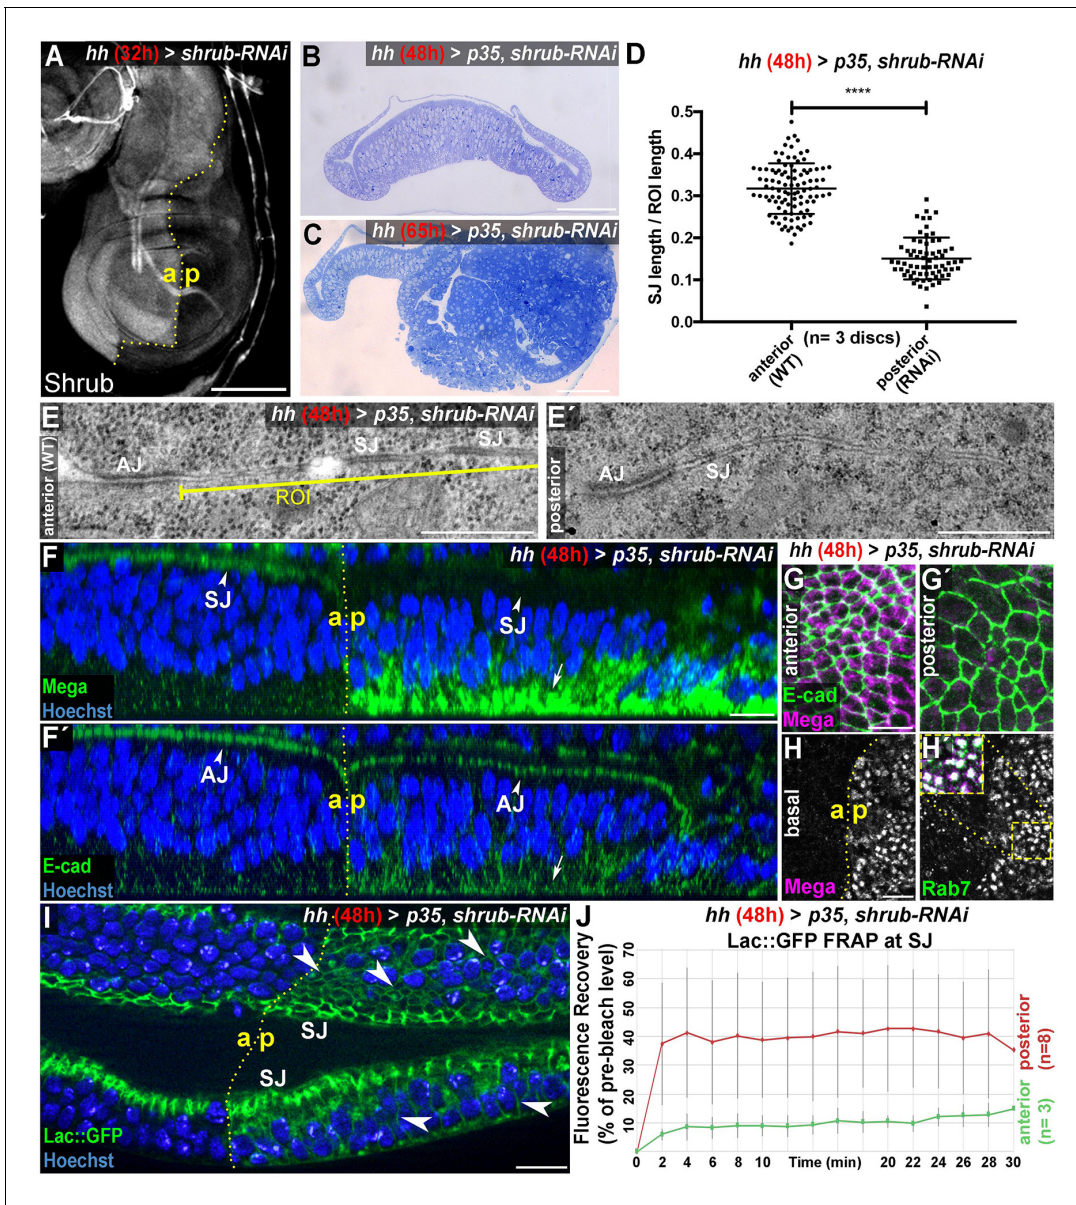 A
hh (32h) > shrub-RNAi
a p
Shrub
B
hh (48h) > p35, shrub-RNAi
C
hh (65h) > p35, shrub-RNAi
D
hh (48h) > p35, shrub-RNAi
****
SJ length / ROI length
0.5
0.4
0.3
0.2
0.1
0.0
(n= 3 discs)
anterior
(WT)
posterior
(RNAi)
E
hh (48h) > p35, shrub-RNAi
anterior (WT)
AJ
SJ
SJ
ROI
E´
posterior
AJ
SJ
F
hh (48h) > p35, shrub-RNAi
SJ
a p
SJ
Mega
Hoechst
F´
AJ
a p
AJ
E-cad
Hoechst
hh (48h) > p35, shrub-RNAi
G
anterior
E-cad
Mega
G´
posterior
H
basal
a p
Mega
H´
Rab7
I
hh (48h) > p35, shrub-RNAi
a p
SJ
SJ
Lac::GFP
Hoechst
J
hh (48h) > p35, shrub-RNAi
Lac::GFP FRAP at SJ
Fluorescence Recovery
(% of pre-bleach level)
70
60
50
40
30
20
10
0 2 4 6 8 10 Time (min) 20 22 24 26 28 30
posterior
(n=8)
anterior
(n= 3)